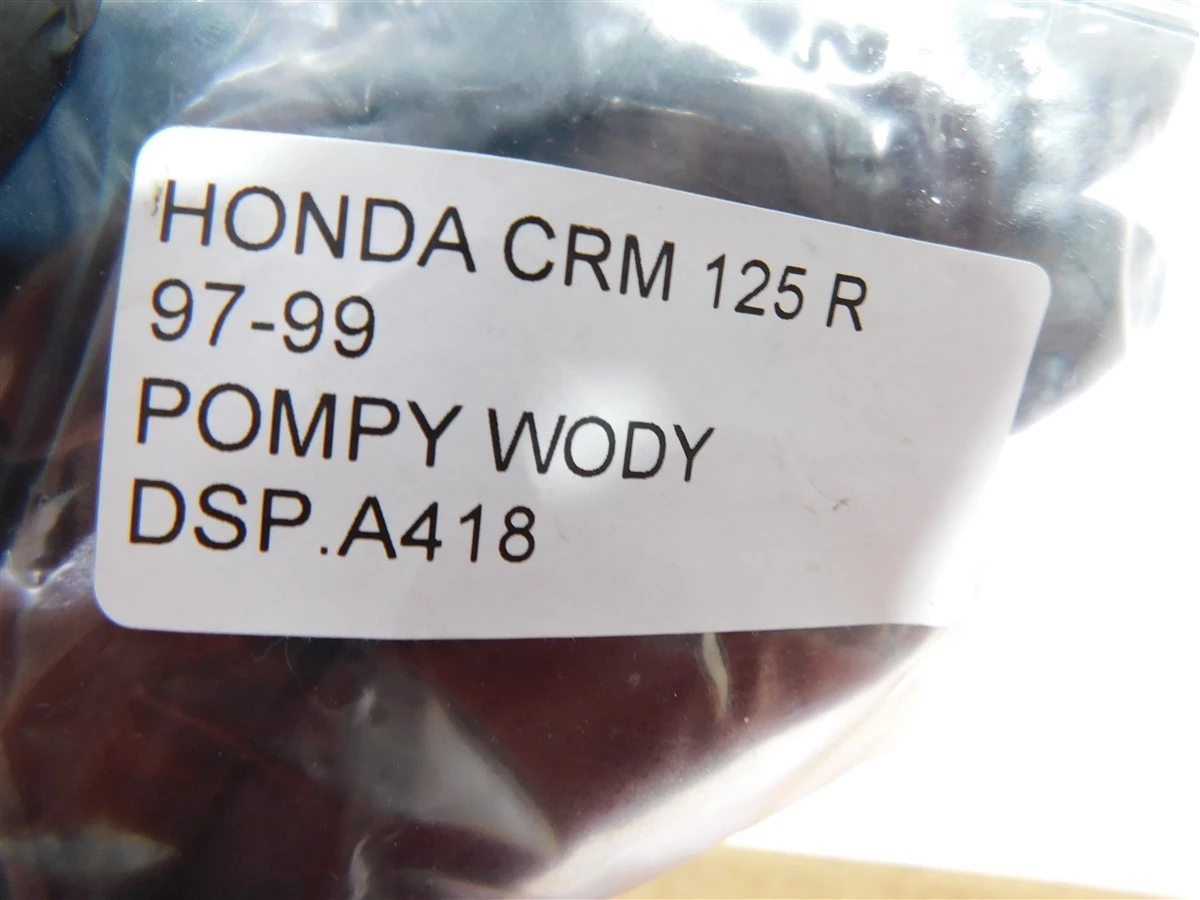 HONDA CRM 125 R
97-99
POMPY WODY
DSP.A418